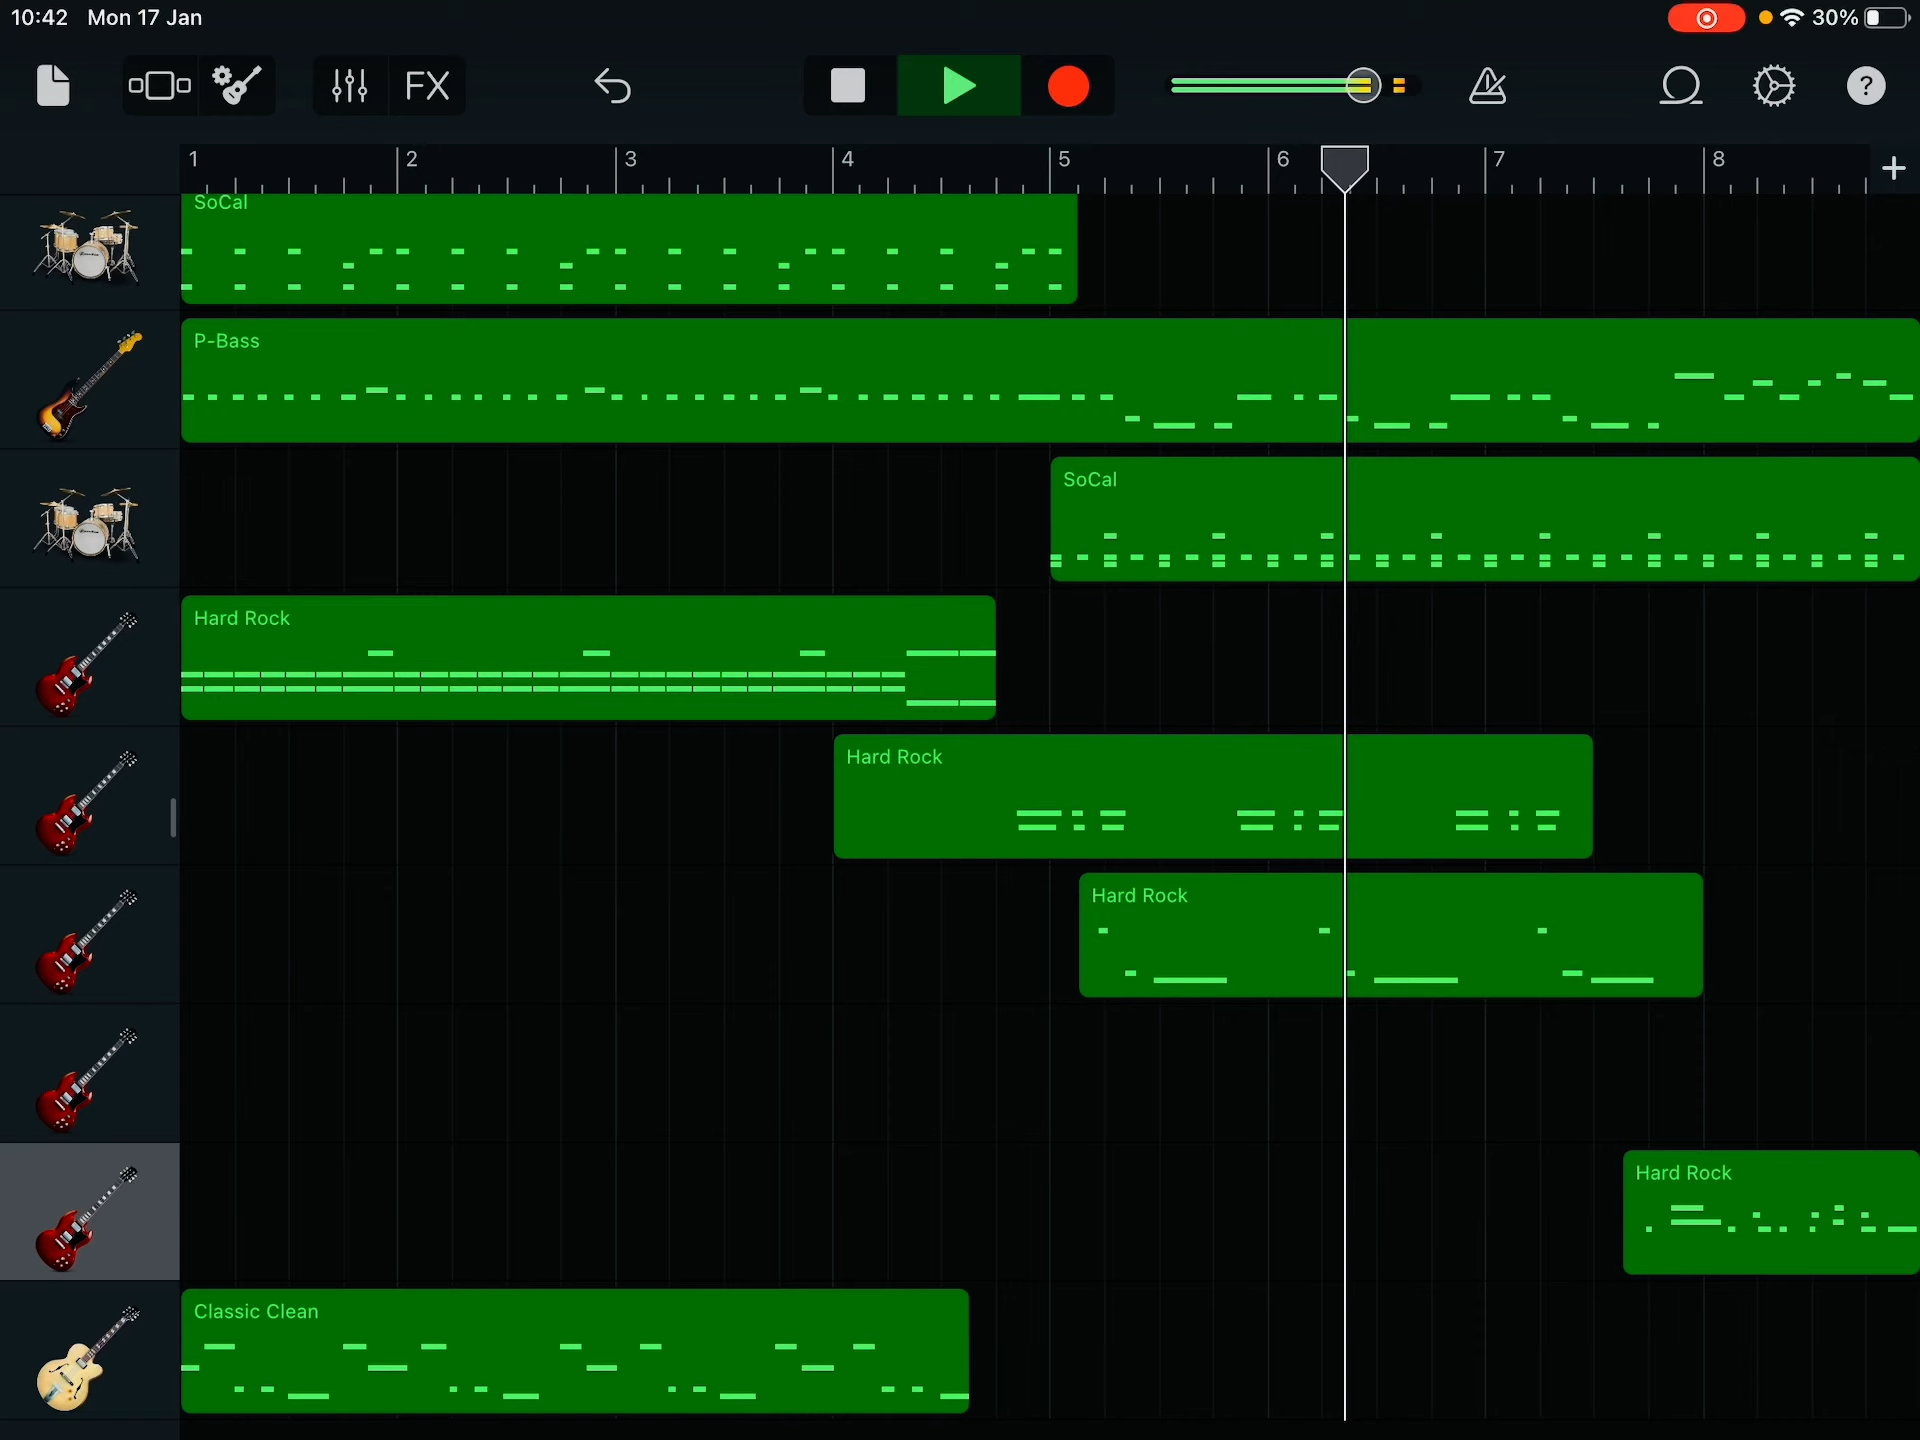 10:42 Mon 17 Jan 30%
FX ?
1 2 3 4 5 6 7 8 +
SoCal
P-Bass
SoCal
Hard Rock
Hard Rock
Hard Rock
Hard Rock
Classic Clean